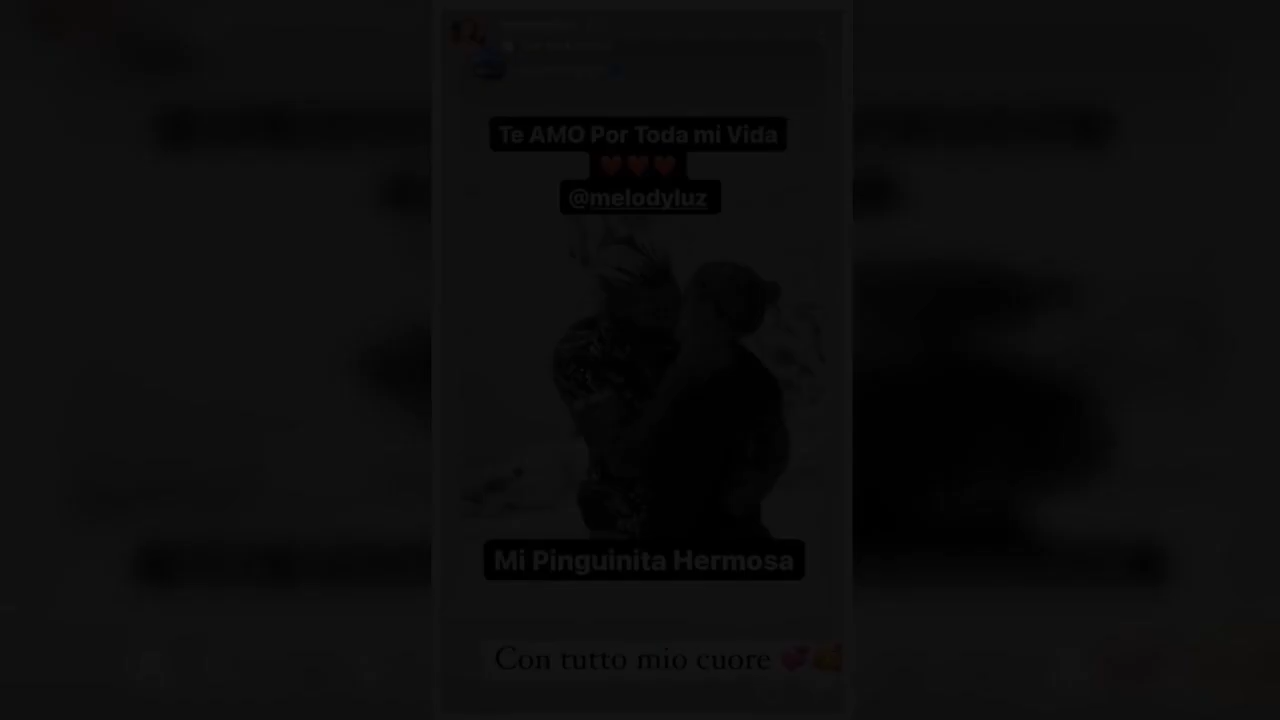 Te AMO Por Toda mi Vida
❤️❤️❤️
@melodyluz
Mi Pinguinita Hermosa
Con tutto mio cuore 💞🥰